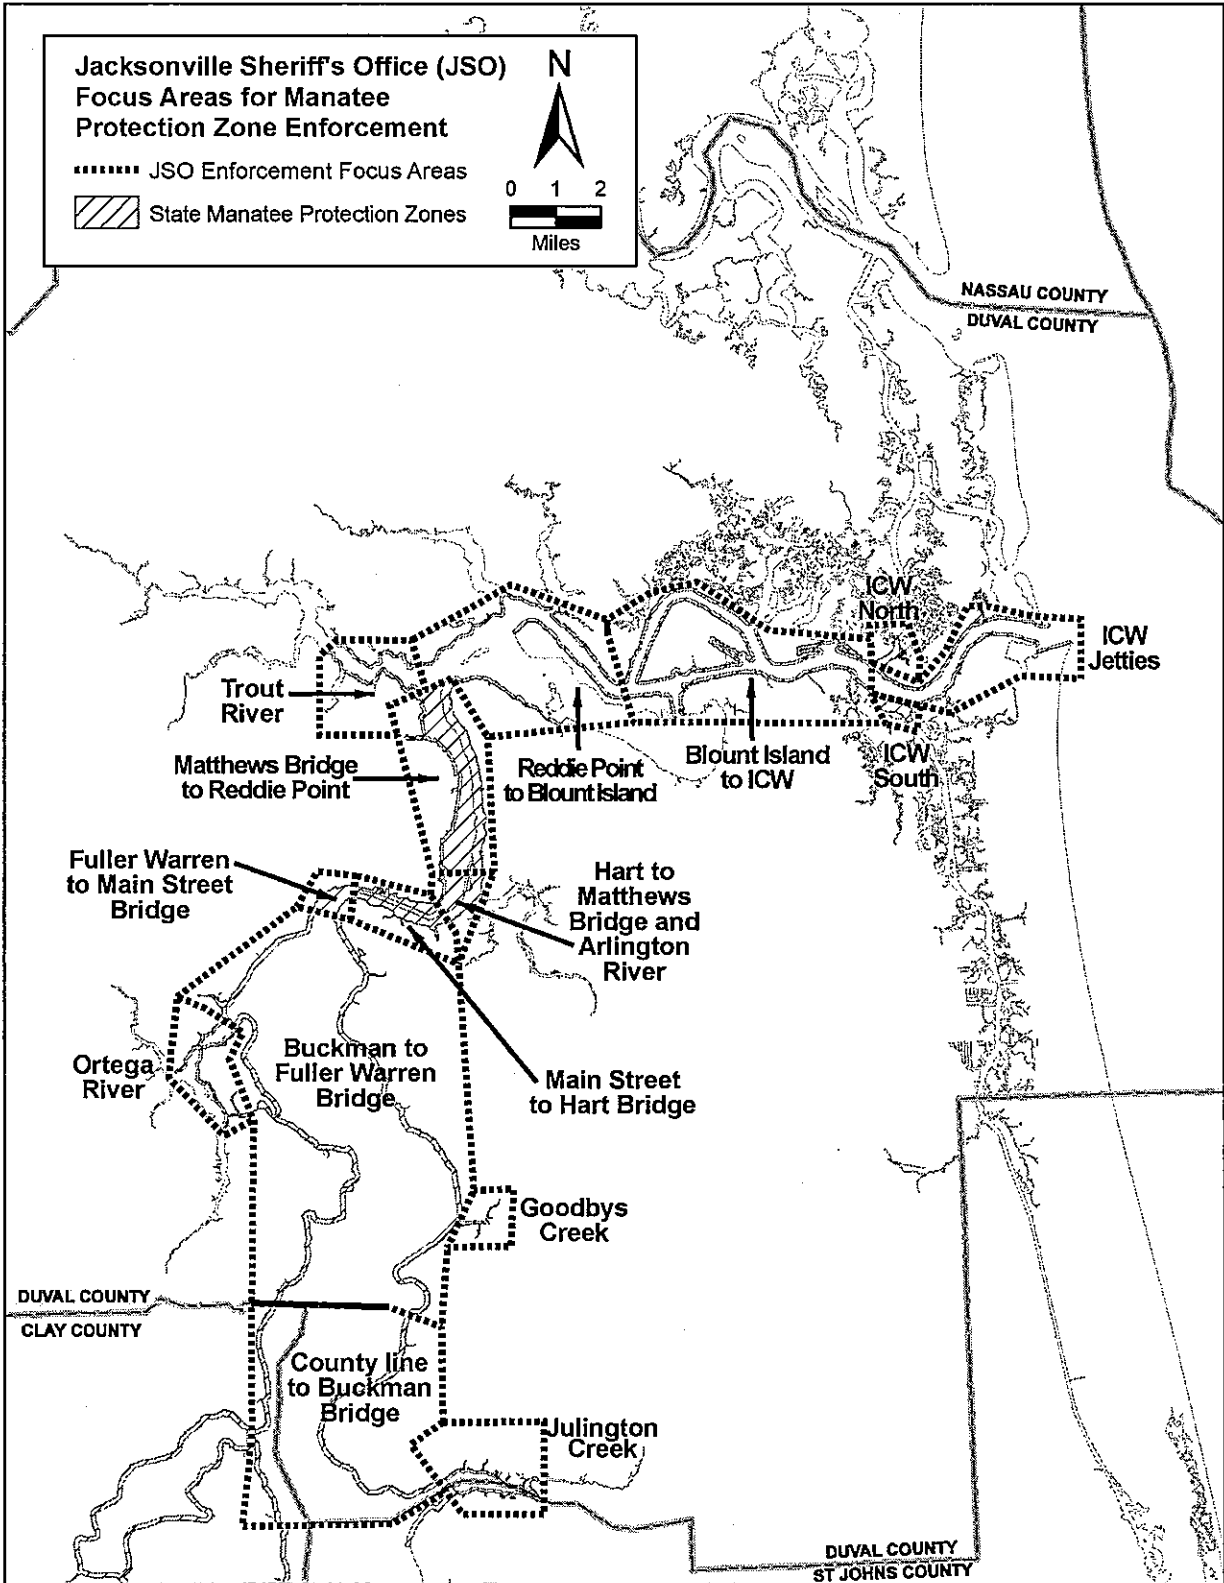 Jacksonville Sheriff's Office (JSO)
Focus Areas for Manatee
Protection Zone Enforcement
N
JSO Enforcement Focus Areas
State Manatee Protection Zones
0 1 2
Miles
NASSAU COUNTY
DUVAL COUNTY
ICW
North
ICW
Jetties
Trout
River
Matthews Bridge
to Reddie Point
Reddie Point
to Blount Island
Blount Island
to ICW
ICW
South
Fuller Warren
to Main Street
Bridge
Hart to
Matthews
Bridge and
Arlington
River
Ortega
River
Buckman to
Fuller Warren
Bridge
Main Street
to Hart Bridge
Goodbys
Creek
DUVAL COUNTY
CLAY COUNTY
County line
to Buckman
Bridge
Julington
Creek
DUVAL COUNTY
ST JOHNS COUNTY